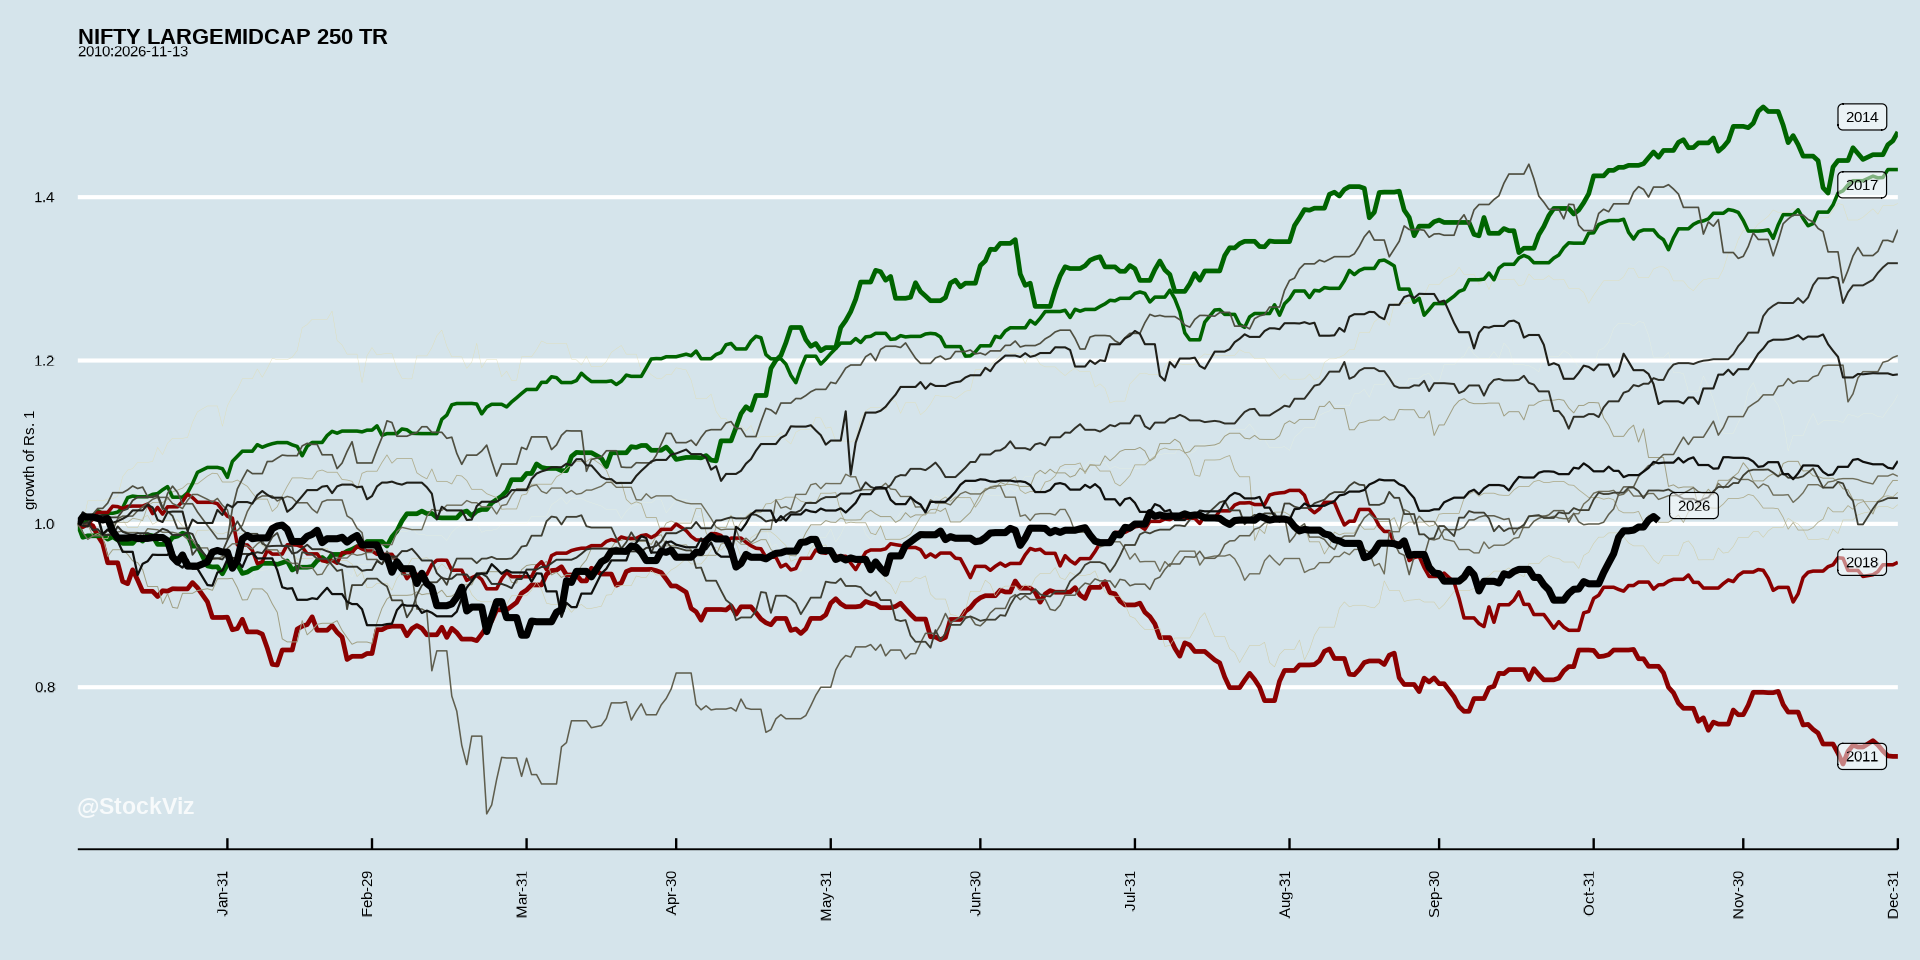 NIFTY LARGEMIDCAP 250 TR
2010:2026-11-13
growth of Rs. 1
1.4
1.2
1.0
0.8
2014
2017
2026
2018
2011
@StockViz
Jan-31
Feb-29
Mar-31
Apr-30
May-31
Jun-30
Jul-31
Aug-31
Sep-30
Oct-31
Nov-30
Dec-31